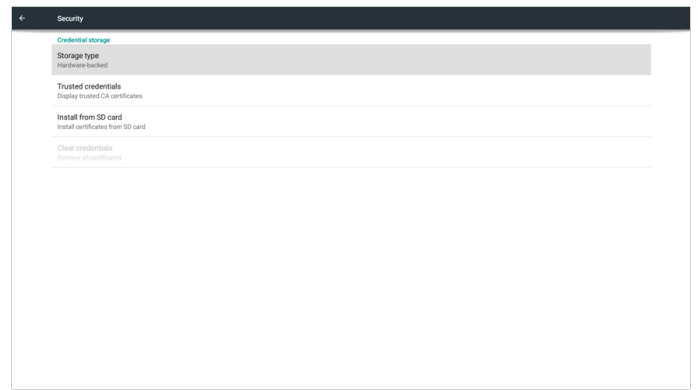 Security
Credential storage
Storage type
Hardware-backed
Trusted credentials
Display trusted CA certificates
Install from SD card
Install certificates from SD card
Clear credentials
Remove all certificates